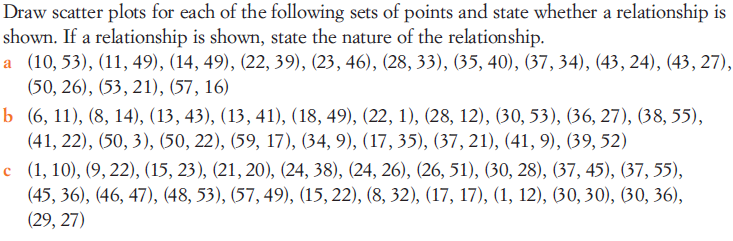 Draw scatter plots for each of the following sets of points and state whether a relationship is
shown. If a relationship is shown, state the nature of the relationship.
a (10, 53), (11, 49), (14, 49), (22, 39), (23, 46), (28, 33), (35, 40), (37, 34), (43, 24), (43, 27),
(50, 26), (53, 21), (57, 16)
b (6, 11), (8, 14), (13, 43), (13, 41), (18, 49), (22, 1), (28, 12), (30, 53), (36, 27), (38, 55),
(41, 22), (50, 3), (50, 22), (59, 17), (34, 9), (17, 35), (37, 21), (41, 9), (39, 52)
c (1, 10), (9, 22), (15, 23), (21, 20), (24, 38), (24, 26), (26, 51), (30, 28), (37, 45), (37, 55),
(45, 36), (46, 47), (48, 53), (57, 49), (15, 22), (8, 32), (17, 17), (1, 12), (30, 30), (30, 36),
(29, 27)